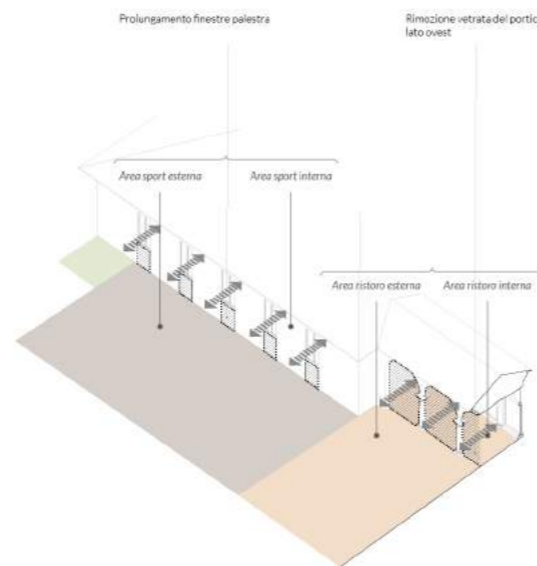 Prolungamento finestre palestra
Rimozione vetrata del portic
lato ovest
Area sport esterna
Area sport interna
Area ristoro esterna
Area ristoro interna